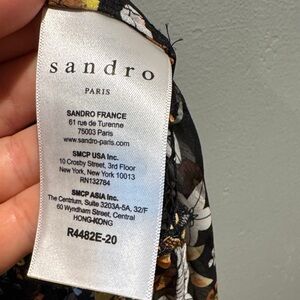 sandro
PARIS
SANDRO FRANCE
61 rue de Turenne
75003 Paris
www.sandro-paris.com
SMCP USA Inc.
10 Crosby Street, 3rd Floor
New York, New York 10013
RN132784
SMCP ASIA Inc.
The Centrium, Suite 3203A-5A, 32/F
60 Wyndham Street, Central
HONG-KONG
R4482E-20